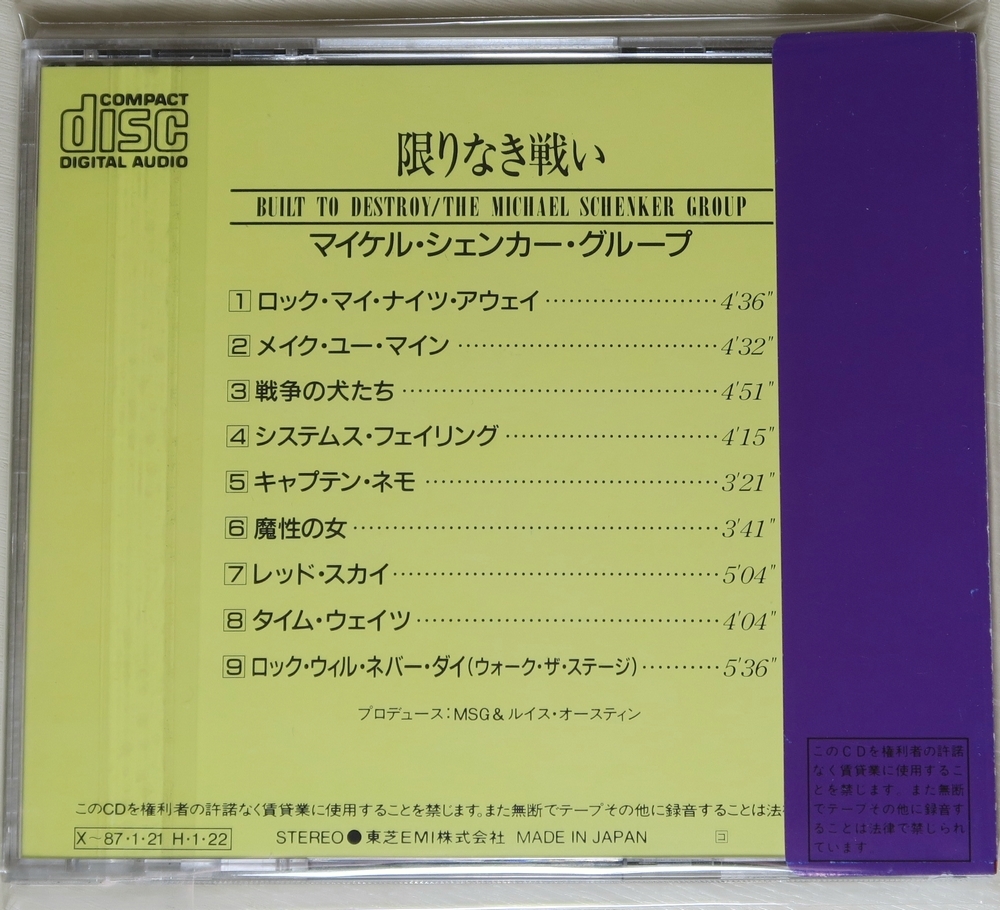 COMPACT
disc
DIGITAL AUDIO
限りなき戦い
BUILT TO DESTROY/THE MICHAEL SCHENKER GROUP
マイケル・シェンカー・グループ
1 ロック・マイ・ナイツ・アウェイ……………………4'36"
2 メイク・ユー・マイン……………………4'32"
3 戦争の犬たち……………………4'51"
4 システムス・フェイリング……………………4'15"
5 キャプテン・ネモ……………………3'21"
6 魔性の女……………………3'41"
7 レッド・スカイ……………………5'04"
8 タイム・ウェイツ……………………4'04"
9 ロック・ウィル・ネバー・ダイ(ウォーク・ザ・ステージ)…………5'36"
プロデュース:MSG&ルイス・オースティン
このCDを権利者の許諾なく賃貸業に使用することを禁じます。また無断でテープその他に録音することは法
X〜87・1・21 H・1・22 STEREO●東芝EMI株式会社 MADE IN JAPAN コ
このCDを権利者の許諾
なく賃貸業に使用するこ
とを禁じます。また無断
でテープその他に録音す
ることは法律で禁じられ
ています。